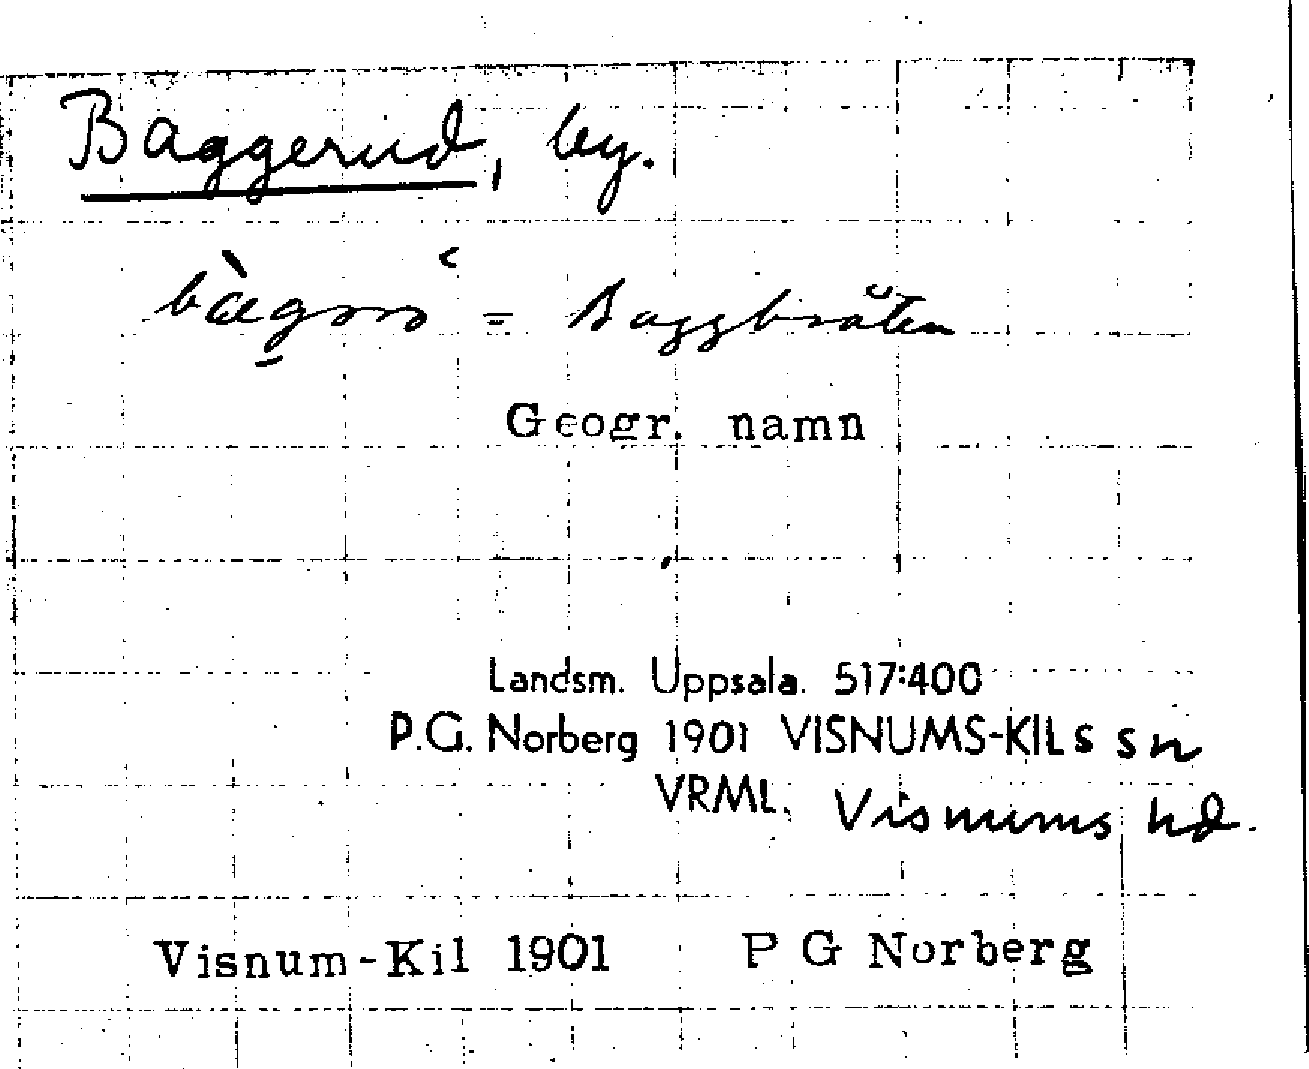 Baggerud, by.
= Baggbråten
Geogr. namn
Landsm. Uppsala. 517:400
P.G. Norberg 1901 VISNUMS-KILS sn
VRML. Visnums hd.
Visnum-Kil 1901 P G Norberg